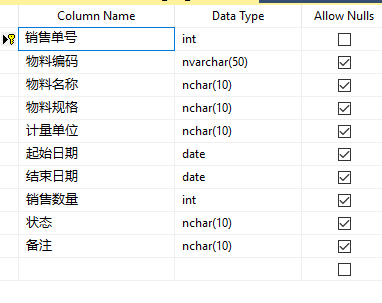 Column Name Data Type Allow Nulls
销售单号 int
物料编码 nvarchar(50)
物料名称 nchar(10)
物料规格 nchar(10)
计量单位 nchar(10)
起始日期 date
结束日期 date
销售数量 int
状态 nchar(10)
备注 nchar(10)